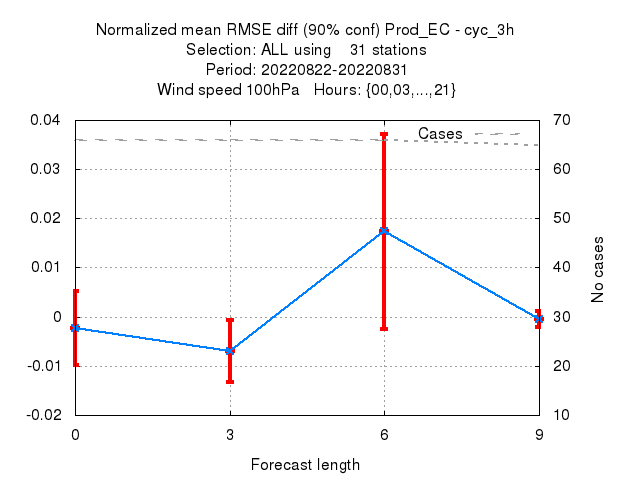 Normalized mean RMSE diff (90% conf) Prod_EC - cyc_3h
Selection: ALL using    31 stations
Period: 20220822-20220831
Wind speed 100hPa   Hours: {00,03,...,21}
0.04
0.03
0.02
0.01
0
-0.01
-0.02
Cases
70
60
50
40
30
20
10
No cases
0 3 6 9
Forecast length